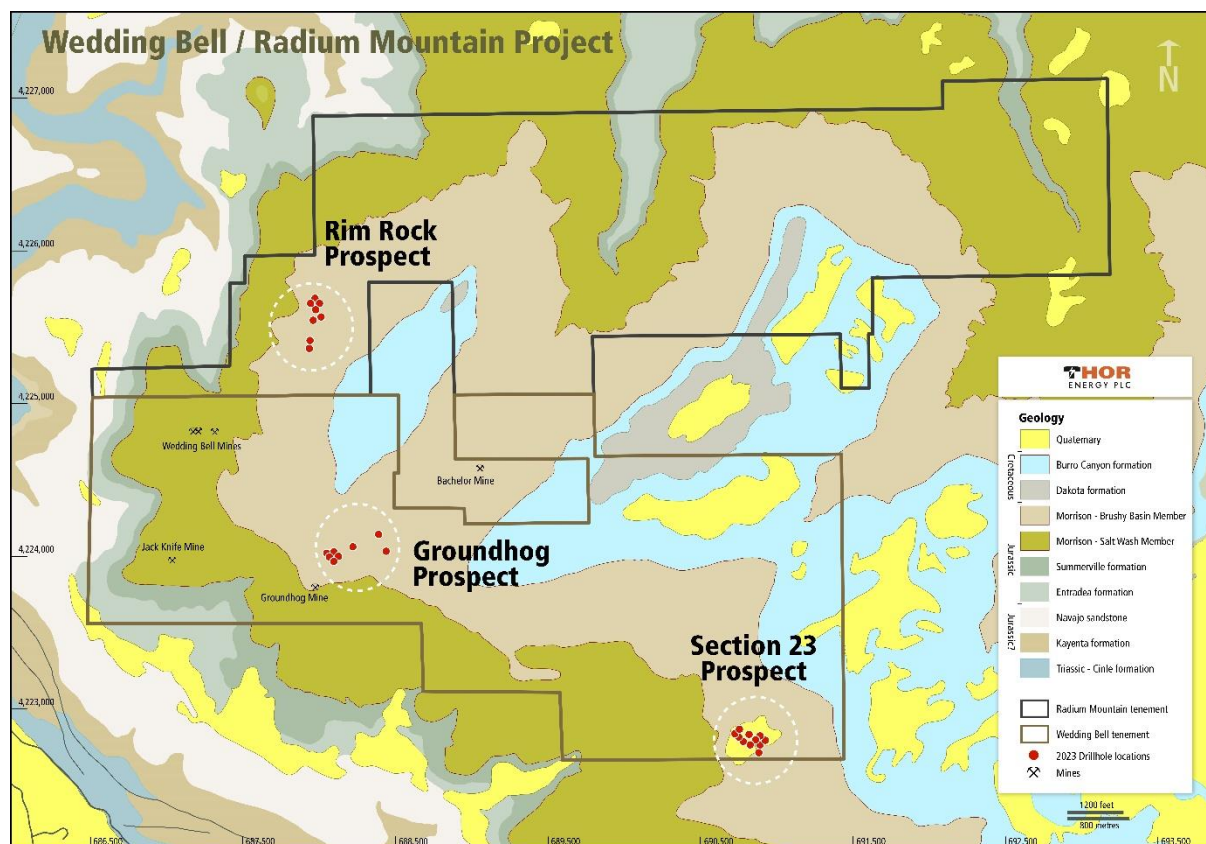 Wedding Bell / Radium Mountain Project
N
4,227,000
4,226,000
4,225,000
4,224,000
4,223,000
Rim Rock
Prospect
Wedding Bell Mines
Bachelor Mine
Jack Knife Mine
Groundhog
Prospect
Groundhog Mine
Section 23
Prospect
THOR
ENERGY PLC
Geology
Quaternary
Cretaceous
Burro Canyon formation
Dakota formation
Jurassic
Morrison - Brushy Basin Member
Morrison - Salt Wash Member
Summerville formation
Entradea formation
Jurassic?
Navajo sandstone
Kayenta formation
Triassic - Cinle formation
Radium Mountain tenement
Wedding Bell tenement
2023 Drillhole locations
Mines
1200 feet
800 metres
686,500
687,500
688,500
689,500
690,500
691,500
692,500
693,500